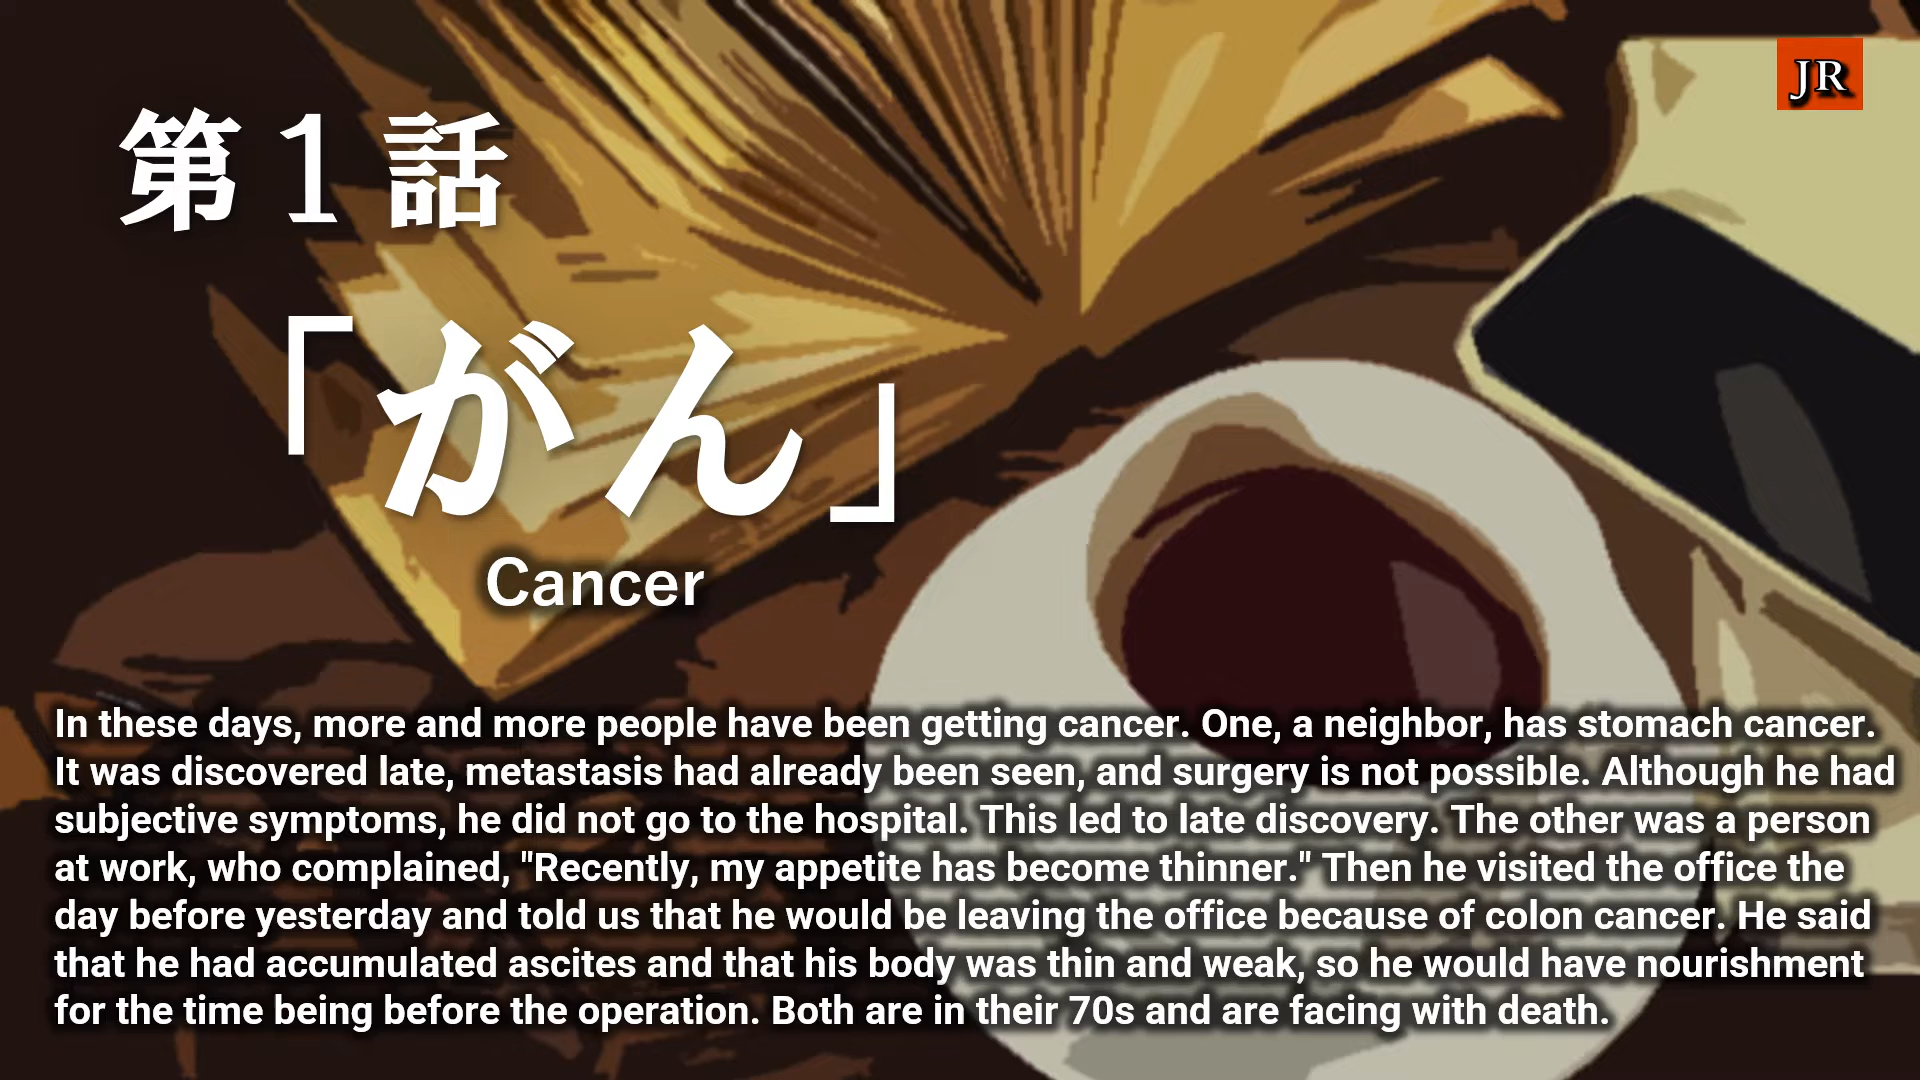 JR
第1話
「がん」
Cancer
In these days, more and more people have been getting cancer. One, a neighbor, has stomach cancer.
It was discovered late, metastasis had already been seen, and surgery is not possible. Although he had
subjective symptoms, he did not go to the hospital. This led to late discovery. The other was a person
at work, who complained, "Recently, my appetite has become thinner." Then he visited the office the
day before yesterday and told us that he would be leaving the office because of colon cancer. He said
that he had accumulated ascites and that his body was thin and weak, so he would have nourishment
for the time being before the operation. Both are in their 70s and are facing with death.